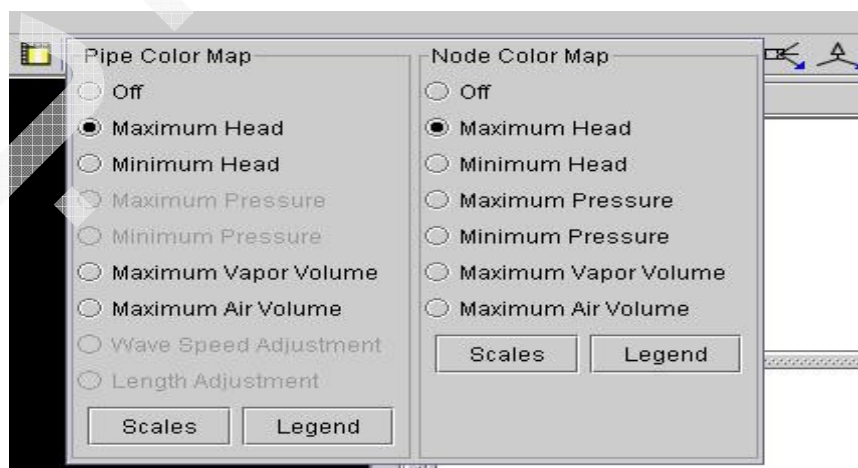 Pipe Color Map
Off
Maximum Head
Minimum Head
Maximum Pressure
Minimum Pressure
Maximum Vapor Volume
Maximum Air Volume
Wave Speed Adjustment
Length Adjustment
Scales
Legend
Node Color Map
Off
Maximum Head
Minimum Head
Maximum Pressure
Minimum Pressure
Maximum Vapor Volume
Maximum Air Volume
Scales
Legend